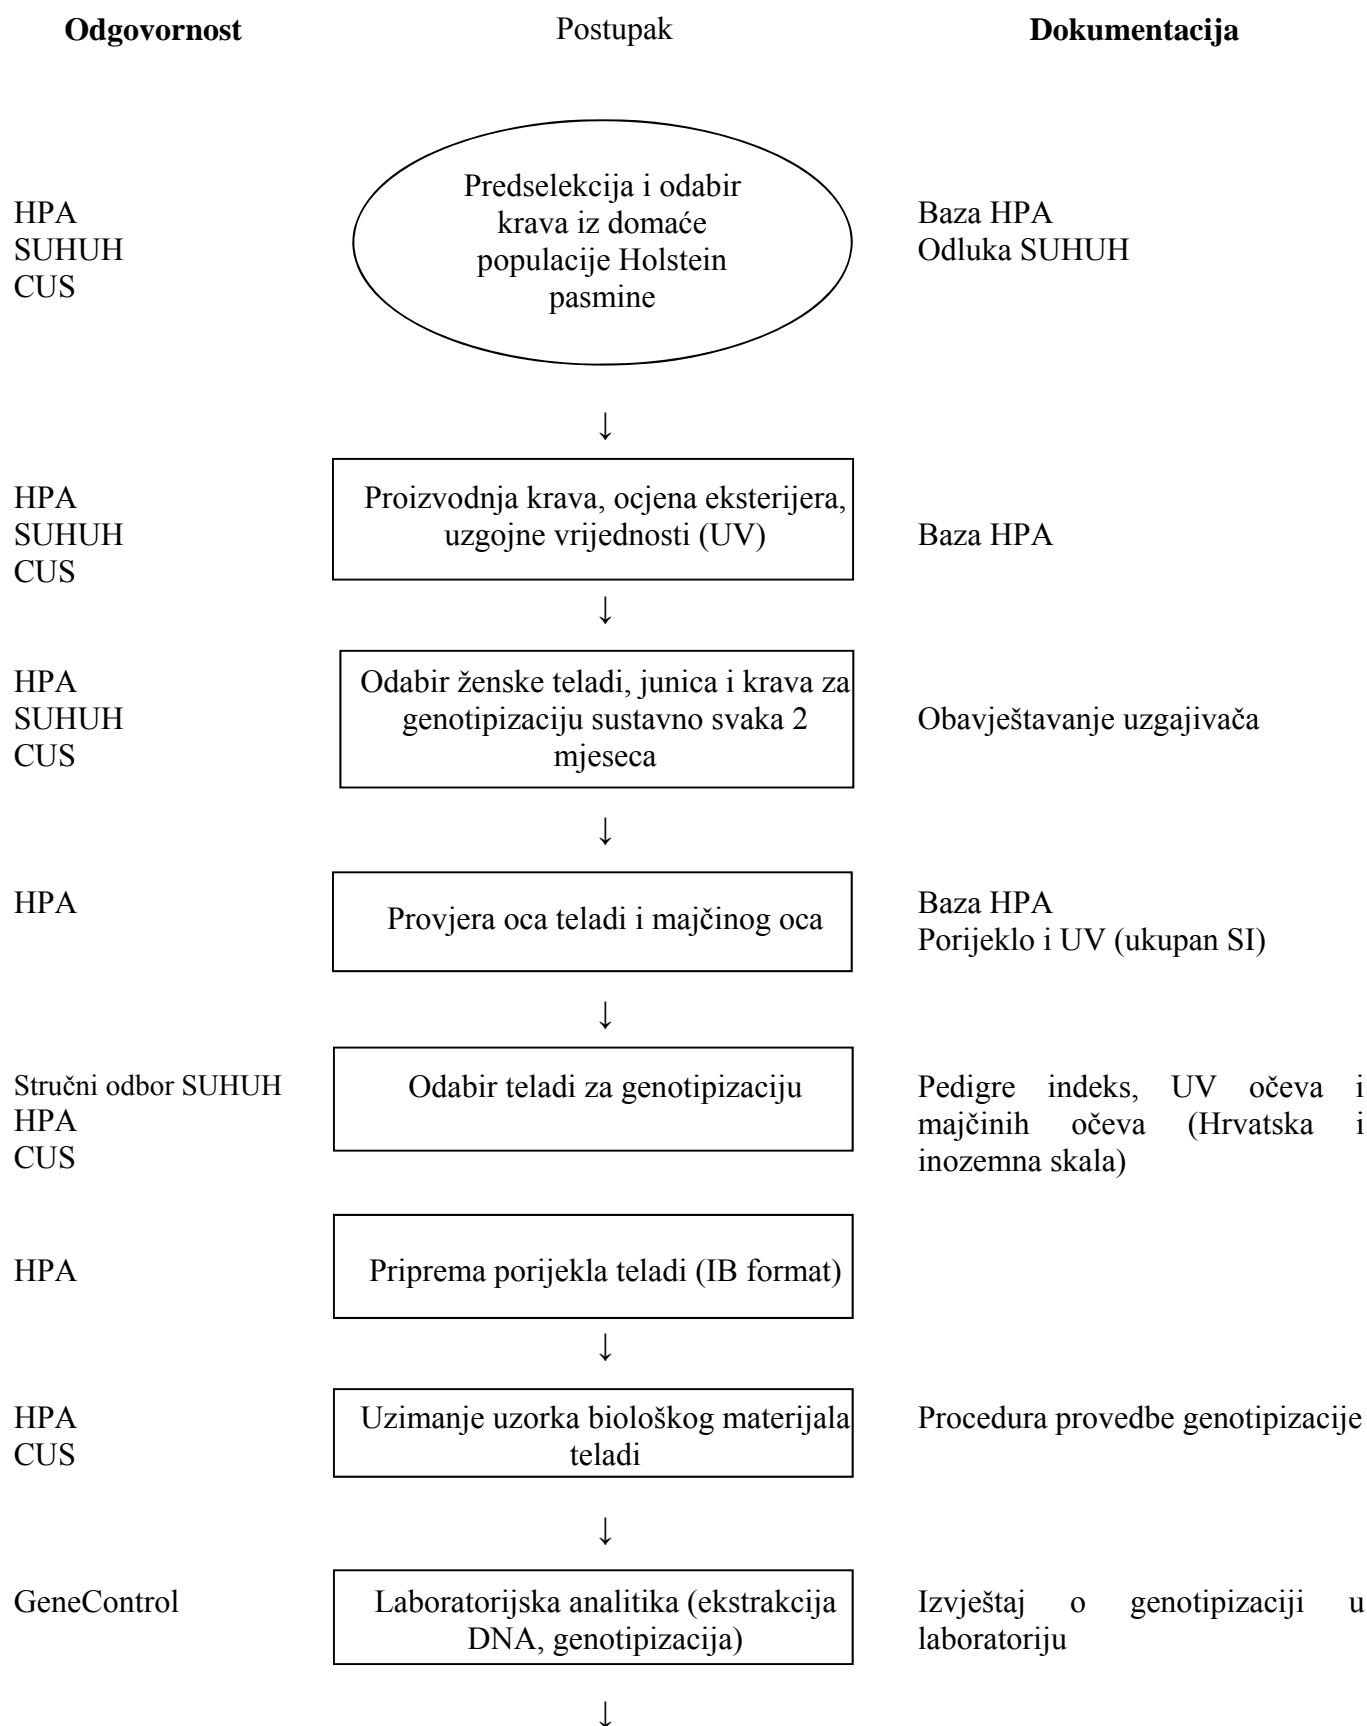 Odgovornost
Postupak
Dokumentacija
HPA
SUHUH
CUS
Predselekcija i odabir
krava iz domaće
populacije Holstein
pasmine
Baza HPA
Odluka SUHUH
↓
HPA
SUHUH
CUS
Proizvodnja krava, ocjena eksterijera,
uzgojne vrijednosti (UV)
Baza HPA
↓
HPA
SUHUH
CUS
Odabir ženske teladi, junica i krava za
genotipizaciju sustavno svaka 2
mjeseca
Obavještavanje uzgajivača
↓
HPA
Provjera oca teladi i majčinog oca
Baza HPA
Porijeklo i UV (ukupan SI)
↓
Stručni odbor SUHUH
HPA
CUS
Odabir teladi za genotipizaciju
Pedigre indeks, UV očeva i
majčinih očeva (Hrvatska i
inozemna skala)
HPA
Priprema porijekla teladi (IB format)
↓
HPA
CUS
Uzimanje uzorka biološkog materijala
teladi
Procedura provedbe genotipizacije
↓
GeneControl
Laboratorijska analitika (ekstrakcija
DNA, genotipizacija)
Izvještaj o genotipizaciji u
laboratoriju
↓